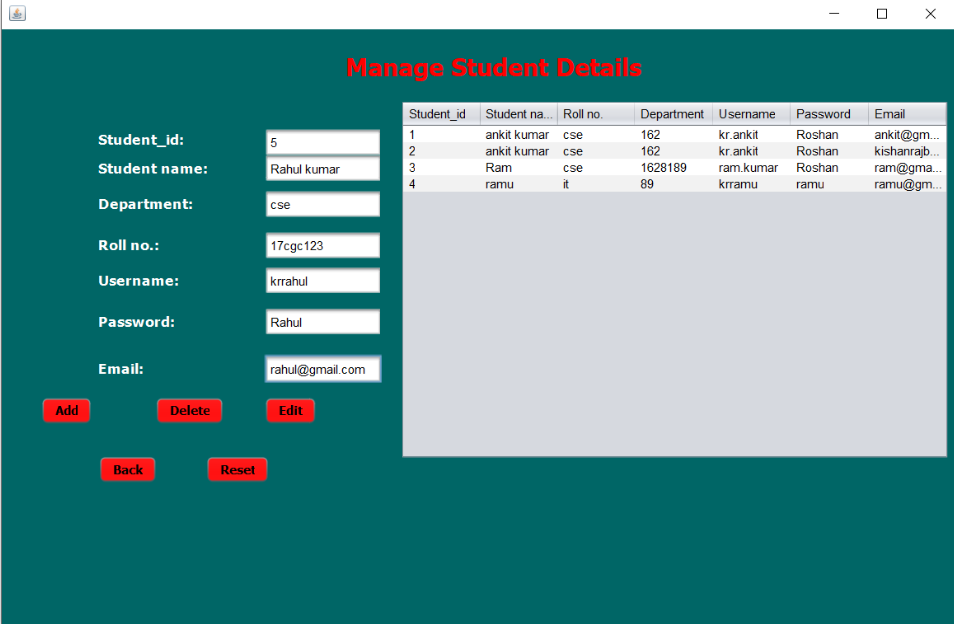 Manage Student Details
Student_id: 5
Student name: Rahul kumar
Department: cse
Roll no.: 17cgc123
Username: krrahul
Password: Rahul
Email: rahul@gmail.com
Add Delete Edit
Back Reset
Student_id Student na... Roll no. Department Username Password Email
1 ankit kumar cse 162 kr.ankit Roshan ankit@gm...
2 ankit kumar cse 162 kr.ankit Roshan kishanrajb...
3 Ram cse 1628189 ram.kumar Roshan ram@gma...
4 ramu it 89 krramu ramu ramu@gm...